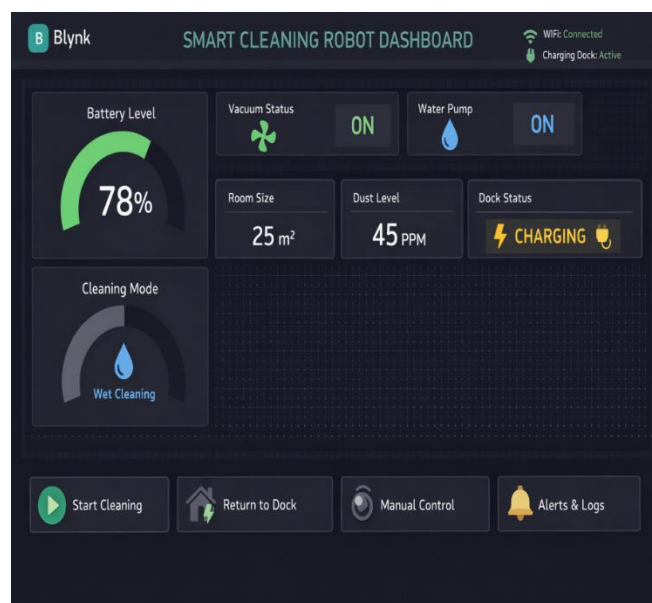 B Blynk
SMART CLEANING ROBOT DASHBOARD
WiFi: Connected
Charging Dock: Active
Battery Level
78%
Vacuum Status
ON
Water Pump
ON
Room Size
25 m²
Dust Level
45 PPM
Dock Status
CHARGING
Cleaning Mode
Wet Cleaning
Start Cleaning
Return to Dock
Manual Control
Alerts & Logs